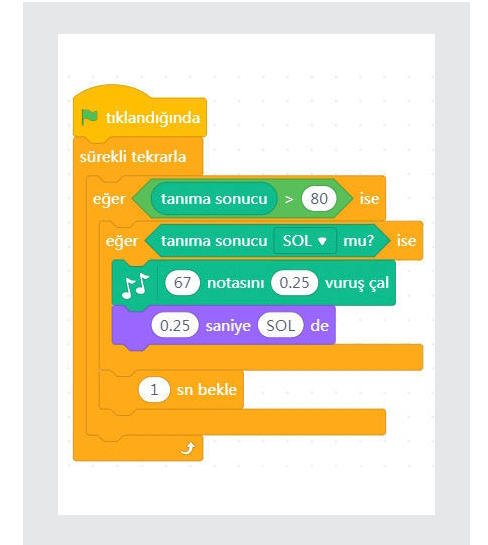 tıklandığında
sürekli tekrarla
eğer tanıma sonucu > 80 ise
eğer tanıma sonucu SOL mu? ise
67 notasını 0.25 vuruş çal
0.25 saniye SOL de
1 sn bekle